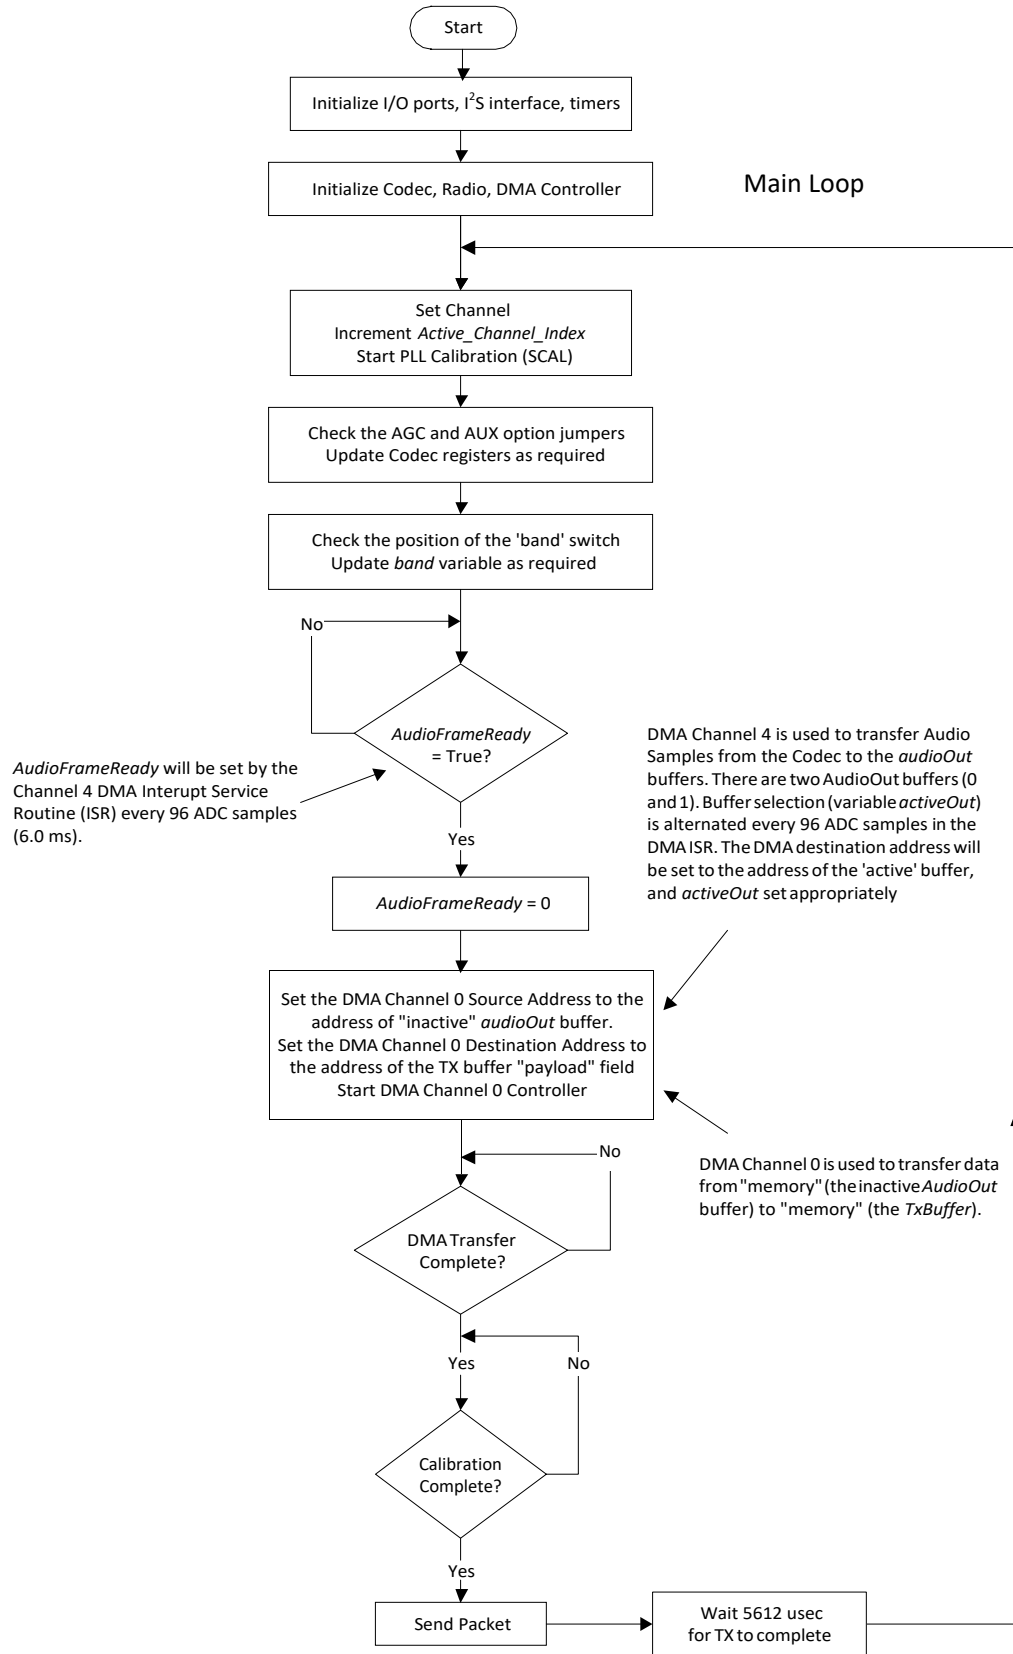 Start
Initialize I/O ports, I²S interface, timers
Initialize Codec, Radio, DMA Controller
Main Loop
Set Channel
Increment Active_Channel_Index
Start PLL Calibration (SCAL)
Check the AGC and AUX option jumpers
Update Codec registers as required
Check the position of the 'band' switch
Update band variable as required
No
AudioFrameReady
= True?
AudioFrameReady will be set by the
Channel 4 DMA Interupt Service
Routine (ISR) every 96 ADC samples
(6.0 ms).
DMA Channel 4 is used to transfer Audio
Samples from the Codec to the audioOut
buffers. There are two AudioOut buffers (0
and 1). Buffer selection (variable activeOut)
is alternated every 96 ADC samples in the
DMA ISR. The DMA destination address will
be set to the address of the 'active' buffer,
and activeOut set appropriately
Yes
AudioFrameReady = 0
Set the DMA Channel 0 Source Address to the
address of "inactive" audioOut buffer.
Set the DMA Channel 0 Destination Address to
the address of the TX buffer "payload" field
Start DMA Channel 0 Controller
No
DMA Channel 0 is used to transfer data
from "memory" (the inactive AudioOut
buffer) to "memory" (the TxBuffer).
DMA Transfer
Complete?
Yes
No
Calibration
Complete?
Yes
Send Packet
Wait 5612 usec
for TX to complete